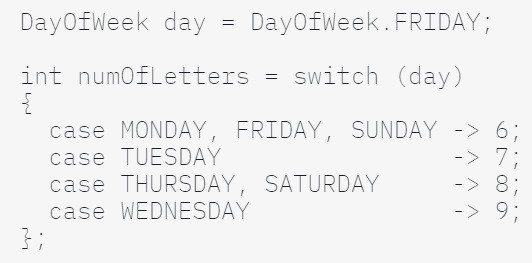 DayOfWeek day = DayOfWeek.FRIDAY;
int numOfLetters = switch (day)
{
  case MONDAY, FRIDAY, SUNDAY -> 6;
  case TUESDAY                -> 7;
  case THURSDAY, SATURDAY     -> 8;
  case WEDNESDAY              -> 9;
};